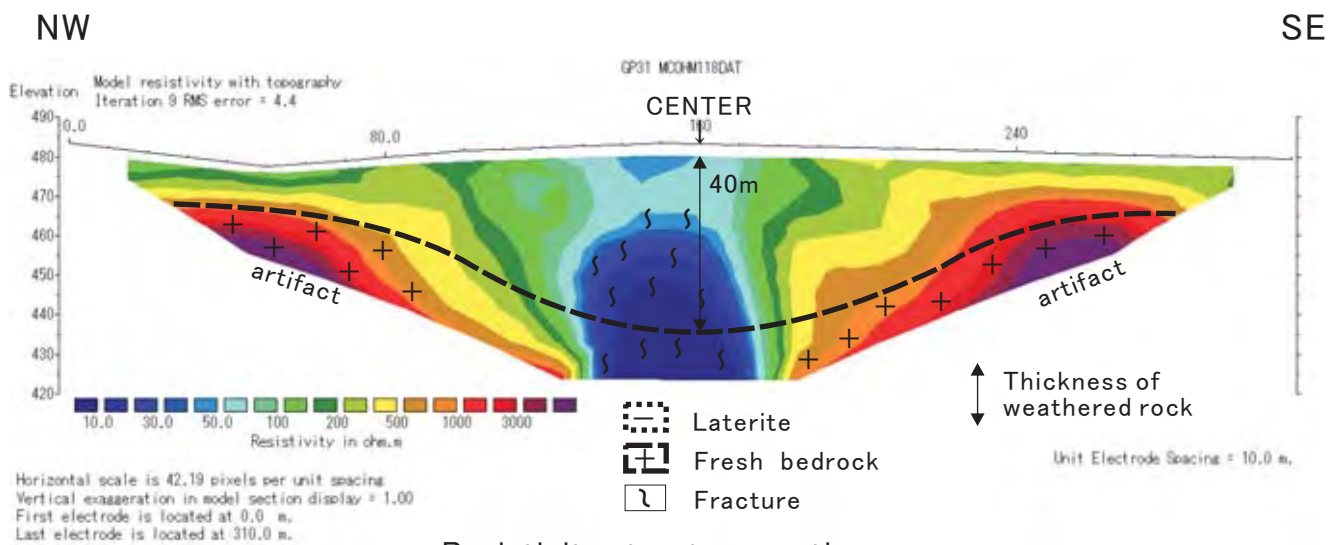 NW
SE
GP31 MCOHM118DAT
Model resistivity with topography
Elevation
Iteration 9 RMS error = 4.4
CENTER
490
0.0
80.0
160
240
480
40m
470
460
450
440
430
420
artifact
artifact
10.0 30.0 50.0 100 200 500 1000 3000
Resistivity in ohm.m
Thickness of
weathered rock
Laterite
Fresh bedrock
Fracture
Unit Electrode Spacing = 10.0 m.
Horizontal scale is 42.19 pixels per unit spacing
Vertical exaggeration in model section display = 1.00
First electrode is located at 0.0 m.
Last electrode is located at 310.0 m.